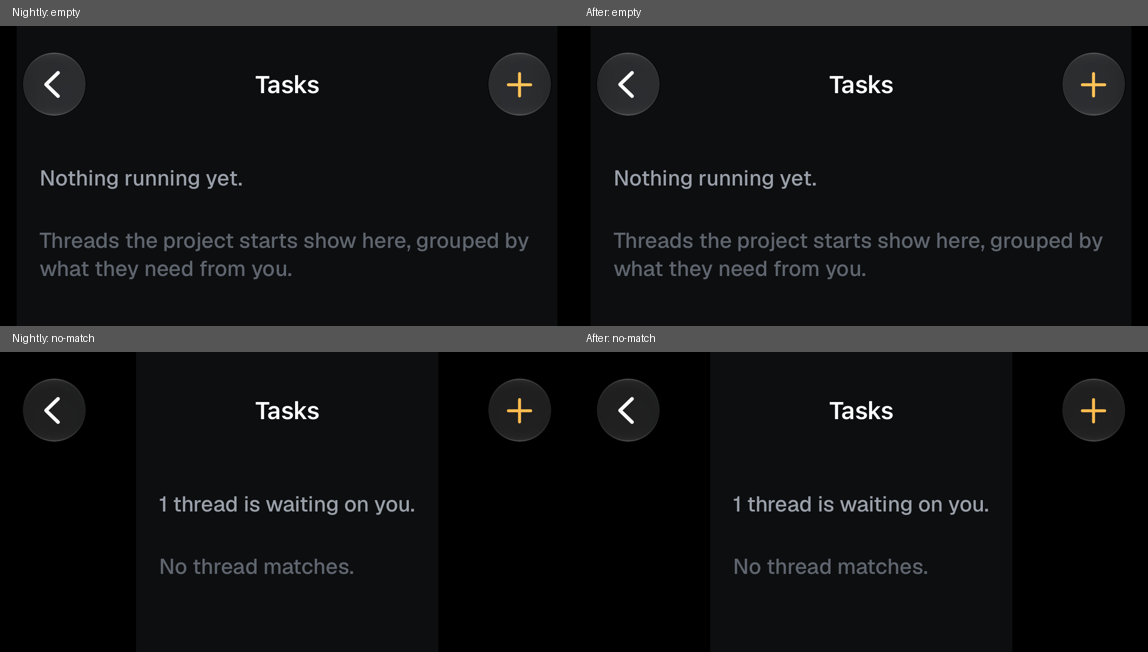 Nightly: empty
After: empty
Tasks
Tasks
Nothing running yet.
Nothing running yet.
Threads the project starts show here, grouped by
what they need from you.
Threads the project starts show here, grouped by
what they need from you.
Nightly: no-match
After: no-match
Tasks
Tasks
1 thread is waiting on you.
1 thread is waiting on you.
No thread matches.
No thread matches.